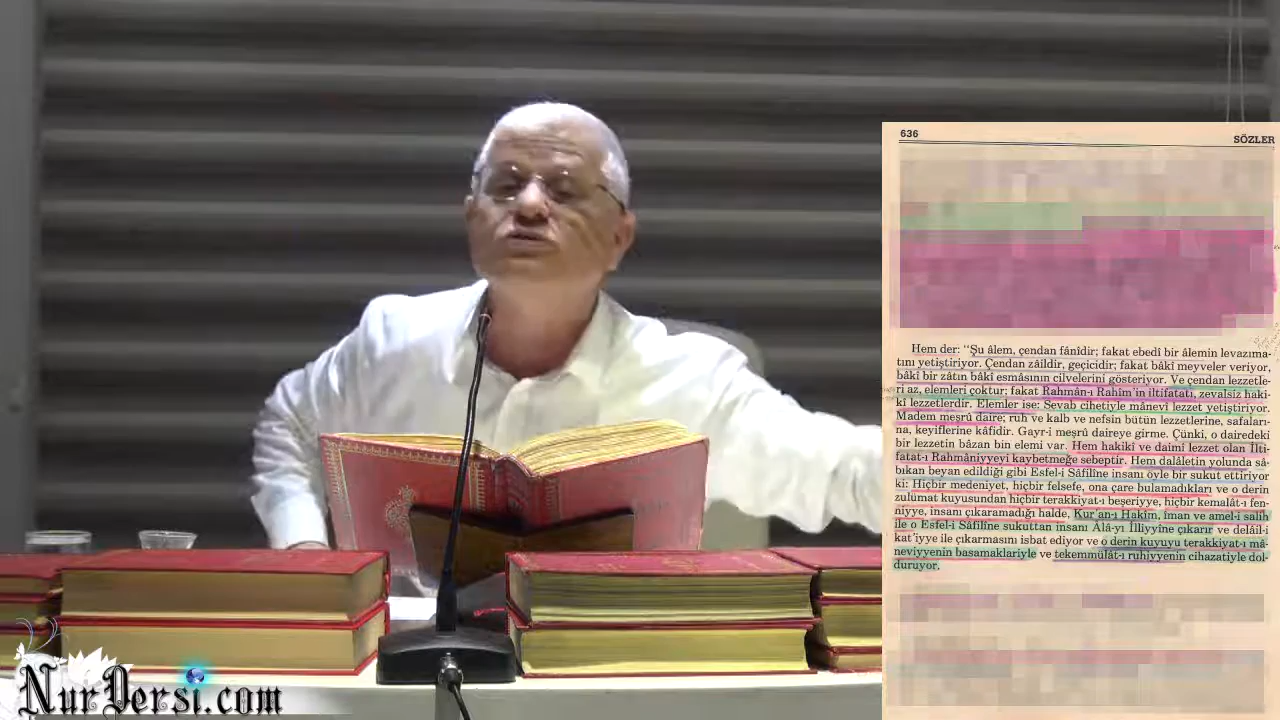 636
SÖZLER
Hem der: "Şu âlem, çendan fânîdir; fakat ebedî bir âlemin levazıma-
tını yetiştiriyor. Çendan zâildir, geçicidir; fakat bâki meyveler veriyor,
bâki bir zâtın bâki esmâsının cilvelerini gösteriyor. Ve çendan lezzetle-
ri az, elemleri çoktur; fakat Rahmân-ı Rahîm'in iltifatatı, zevalsiz haki-
kî lezzetlerdir. Elemler ise: Sevab cihetiyle mânevî lezzet yetiştiriyor.
Madem meşrû daire; ruh ve kalb ve nefsin bütün lezzetlerine, safaları-
na, keyiflerine kâfidir. Gayr-i meşrû daireye girme. Çünki, o dairedeki
bir lezzetin bâzan bin elemi var. Hem hakikî ve daimî lezzet olan İlti-
fatat-ı Rahmâniyyeyi kaybetmeğe sebeptir. Hem dalâletin yolunda sâ-
bıkan beyan edildiği gibi Esfel-i Sâfilîne insanı öyle bir sukut ettiriyor
ki: Hiçbir medeniyet, hiçbir felsefe, ona çare bulamadıkları ve o derin
zulümat kuyusundan hiçbir terakkiyat-ı beşeriyye, hiçbir kemalât-ı fen-
niyye, insanı çıkaramadığı halde, Kur'an-ı Hakîm, iman ve amel-i salih
ile o Esfel-i Sâfilîne sukuttan insanı Âlâ-yı İlliyyîne çıkarır ve delâil-i
kat'iyye ile çıkarmasını isbat ediyor ve o derin kuyuyu terakkiyat-ı mâ-
neviyyenin basamaklariyle ve tekemmülât-ı ruhiyyenin cihazatiyle dol-
duruyor.
NurDersi.com